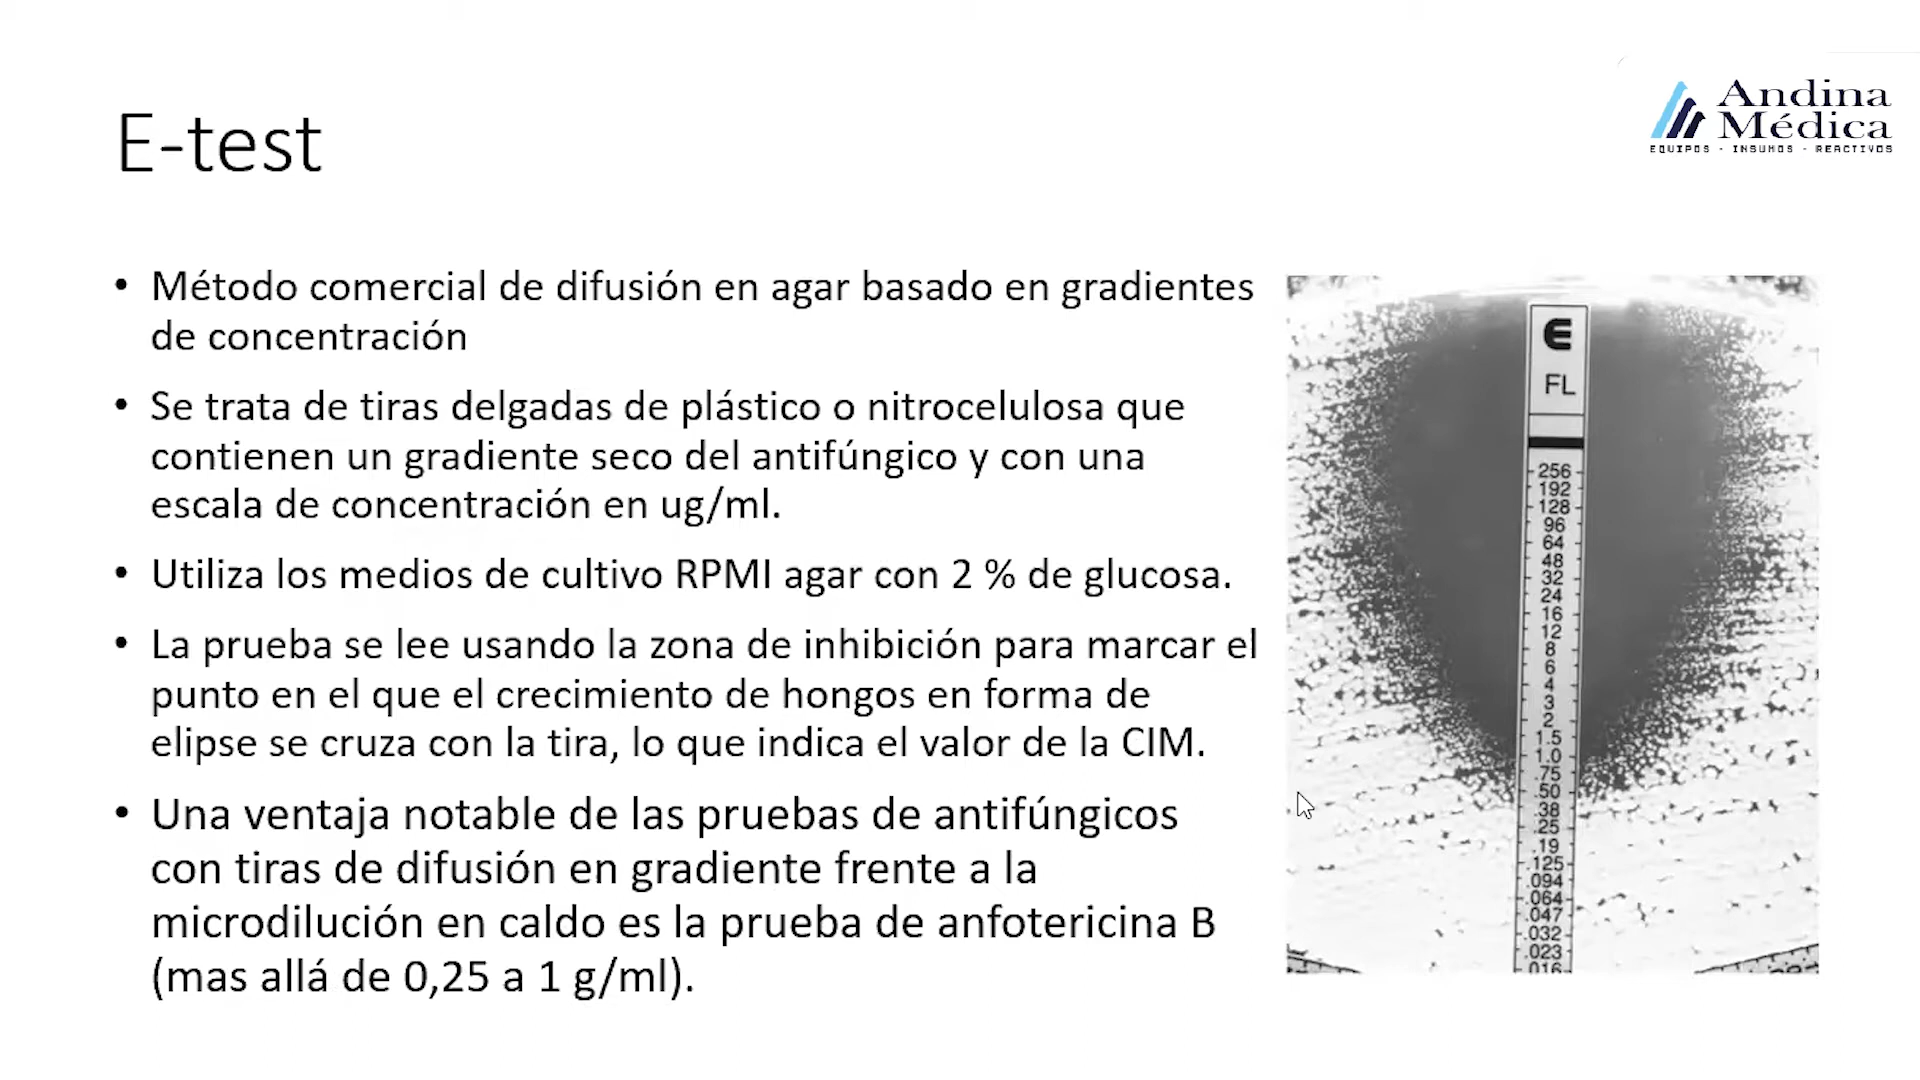 Andina
Médica
EQUIPOS - INSUMOS - REACTIVOS
E-test
• Método comercial de difusión en agar basado en gradientes
de concentración
• Se trata de tiras delgadas de plástico o nitrocelulosa que
contienen un gradiente seco del antifúngico y con una
escala de concentración en ug/ml.
• Utiliza los medios de cultivo RPMI agar con 2 % de glucosa.
• La prueba se lee usando la zona de inhibición para marcar el
punto en el que el crecimiento de hongos en forma de
elipse se cruza con la tira, lo que indica el valor de la CIM.
• Una ventaja notable de las pruebas de antifúngicos
con tiras de difusión en gradiente frente a la
microdilución en caldo es la prueba de anfotericina B
(mas allá de 0,25 a 1 g/ml).
E
FL
256
192
128
96
64
48
32
24
16
12
8
6
4
3
2
1.5
1.0
.75
.50
.38
.25
.19
.125
.094
.064
.047
.032
.023
.016